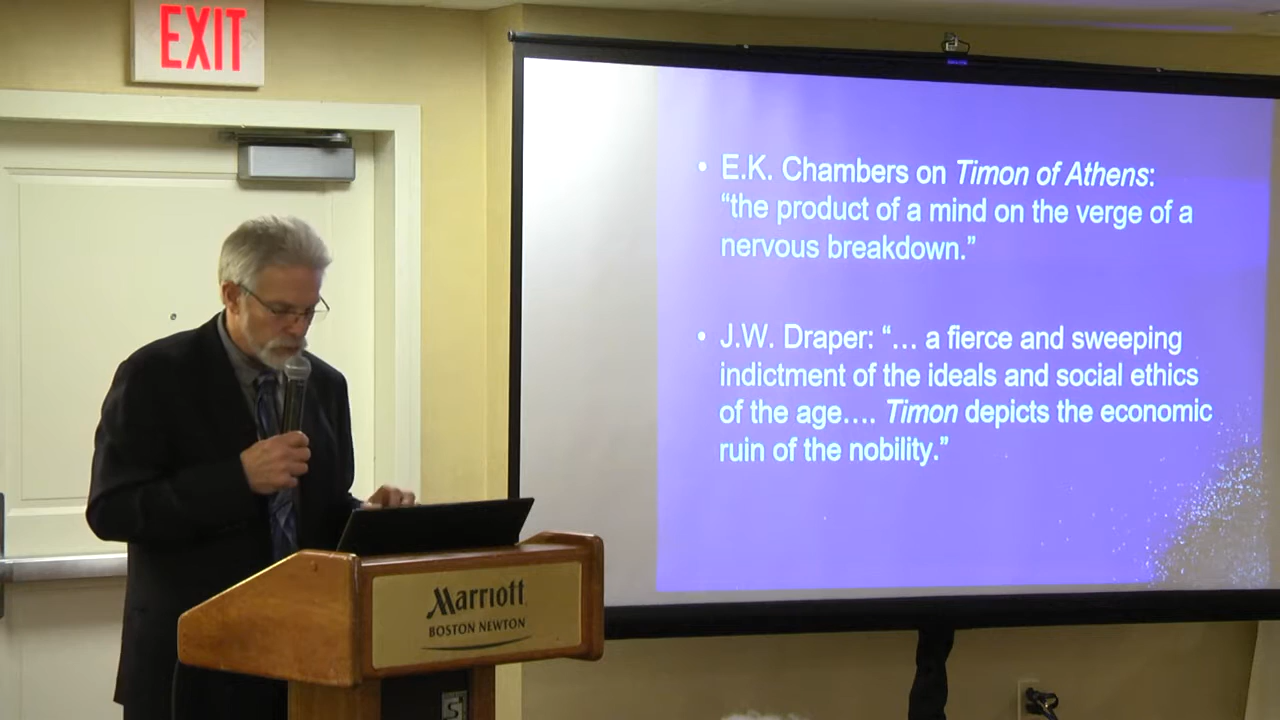 EXIT
• E.K. Chambers on Timon of Athens:
“the product of a mind on the verge of a
nervous breakdown.”
• J.W. Draper: “… a fierce and sweeping
indictment of the ideals and social ethics
of the age…. Timon depicts the economic
ruin of the nobility.”
Marriott
BOSTON NEWTON